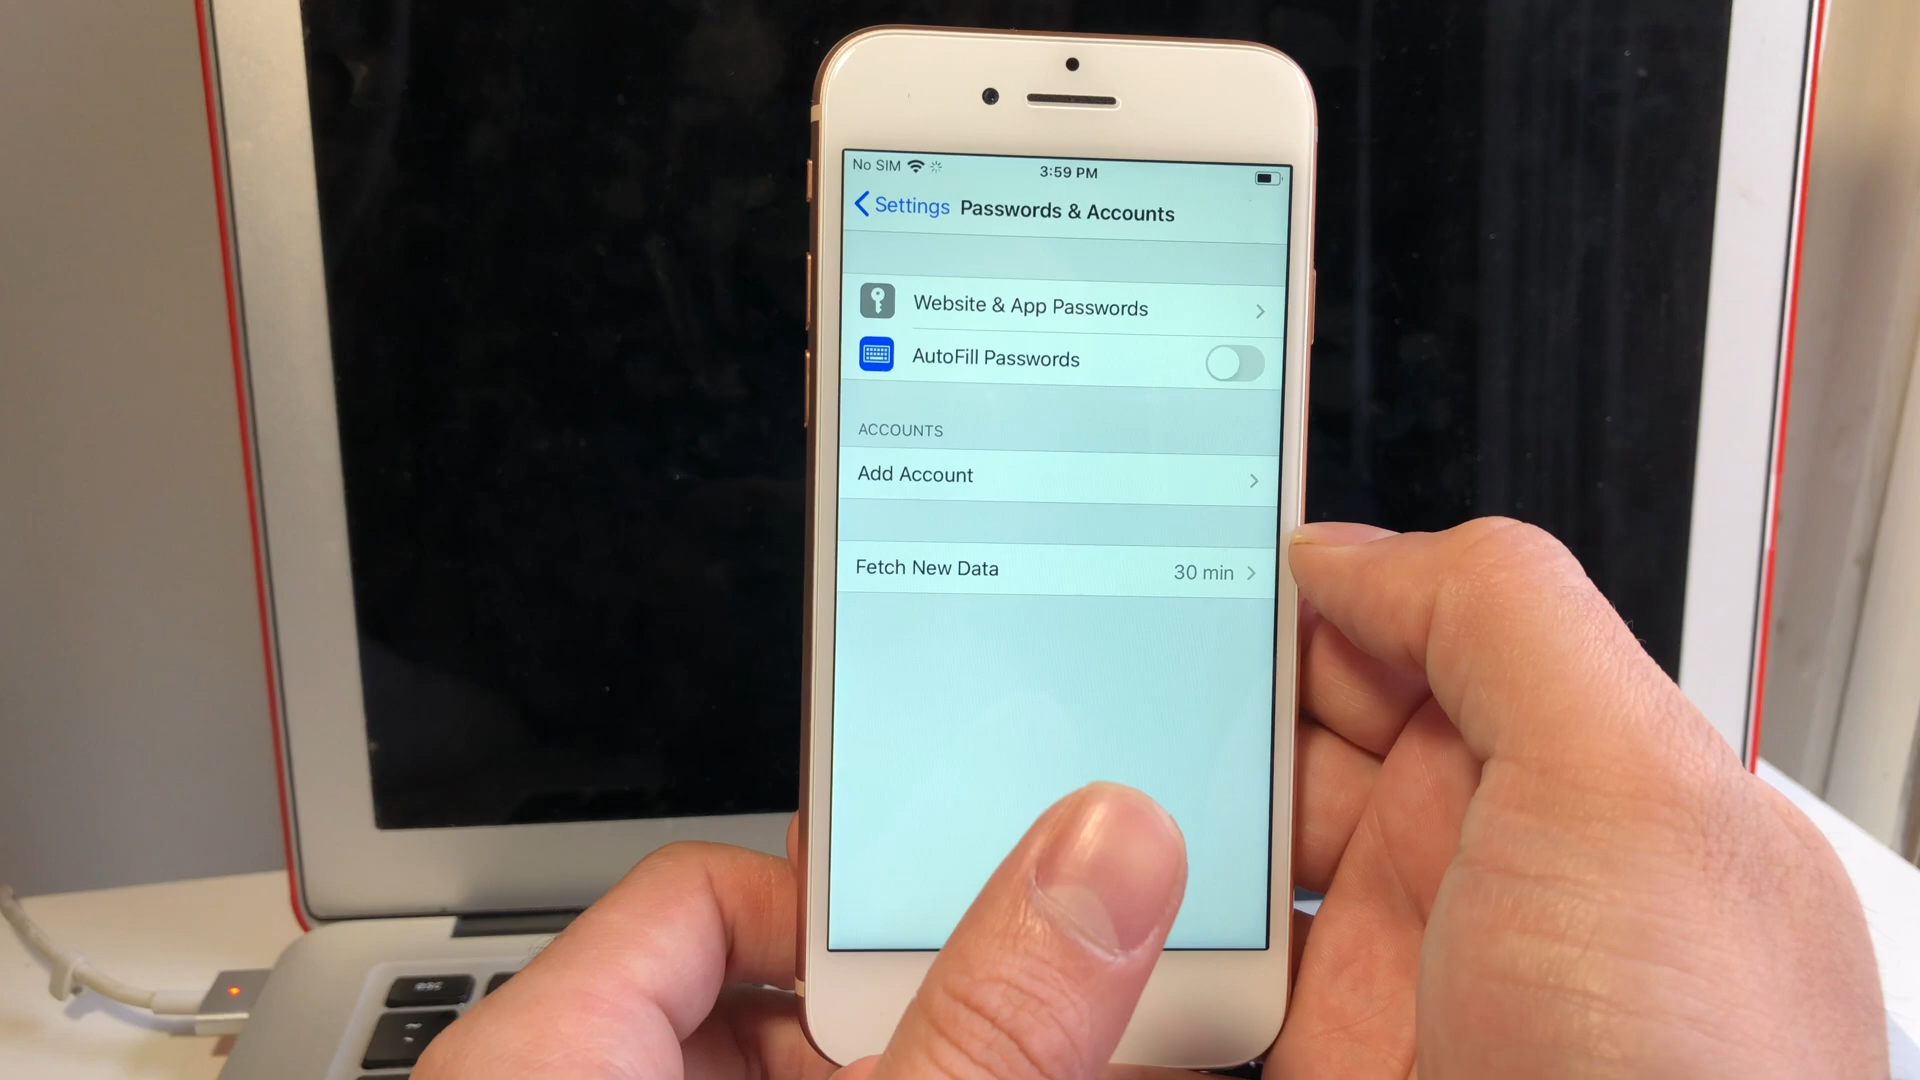 No SIM 3:59 PM
Settings Passwords & Accounts
Website & App Passwords
AutoFill Passwords
ACCOUNTS
Add Account
Fetch New Data 30 min
esc
~